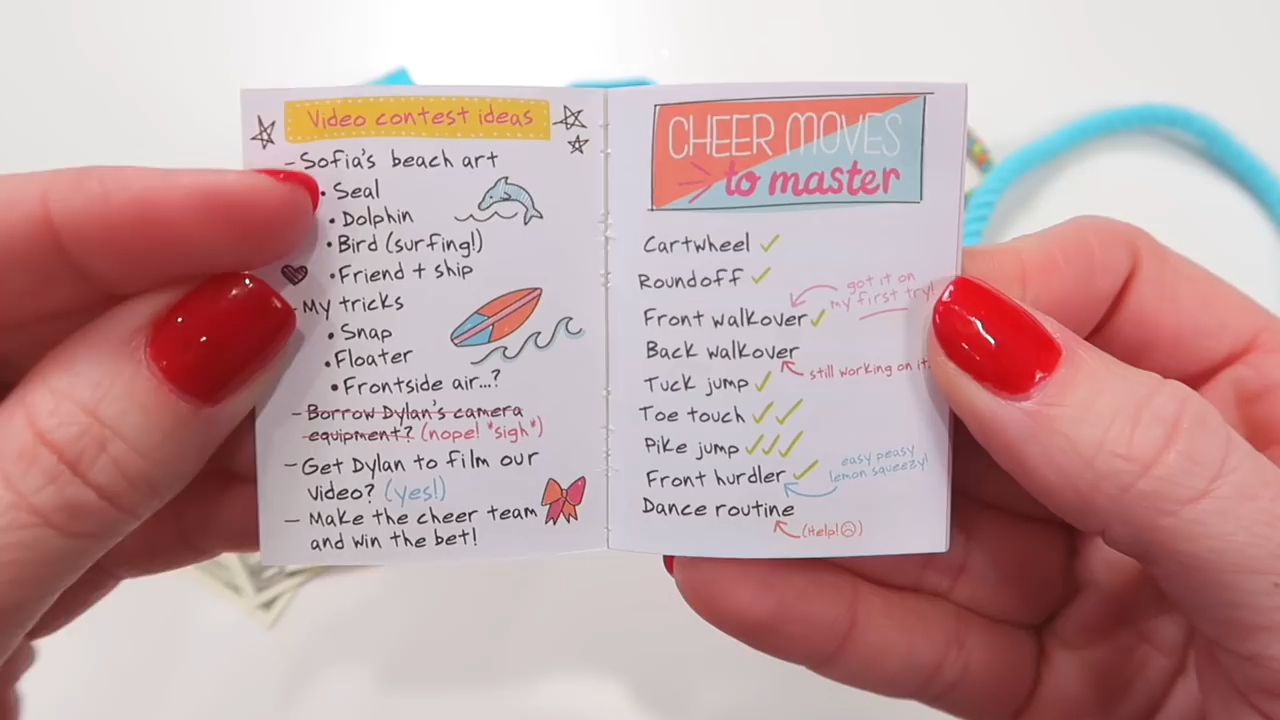 Video contest ideas
- Sofia's beach art
• Seal
• Dolphin
• Bird (surfing!)
• Friend + ship
- My tricks
• Snap
• Floater
• Frontside air...?
- Borrow Dylan's camera
equipment? (nope! *sigh*)
- Get Dylan to film our
video? (yes!)
- Make the cheer team
and win the bet!
CHEER MOVES
to master
Cartwheel ✓
Roundoff ✓
got it on
my first try!
Front walkover ✓
Back walkover
still working on it
Tuck jump ✓
Toe touch ✓✓
Pike jump ✓✓✓
easy peasy
lemon squeezy!
Front hurdler ✓
Dance routine
(Help!☹)